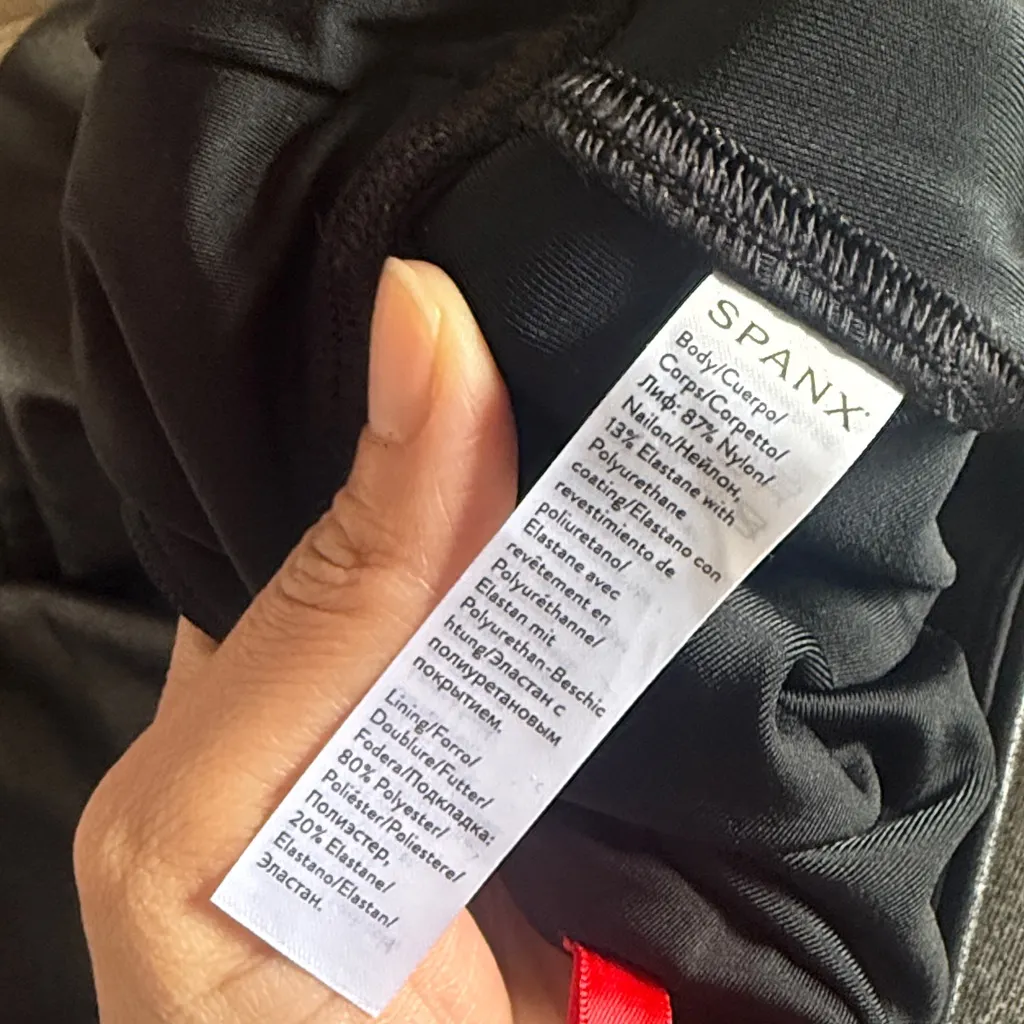 SPANX
Body/Cuerpo/
Corps/Corpetto/
Лиф: 87% Nylon/
Nailon/Нейлон,
13% Elastane with
Polyurethane
coating/Elastano con
revestimiento de
poliuretano/
Elastane avec
revêtement en
Polyuréthanne/
Elastan mit
Polyurethan-Beschic
htung/Эластан с
полиуретановым
покрытием.
Lining/Forro/
Doublure/Futter/
Fodera/Подкладка:
80% Polyester/
Poliéster/Poliestere/
Полиэстер,
20% Elastane/
Elastano/Elastan/
Эластан.